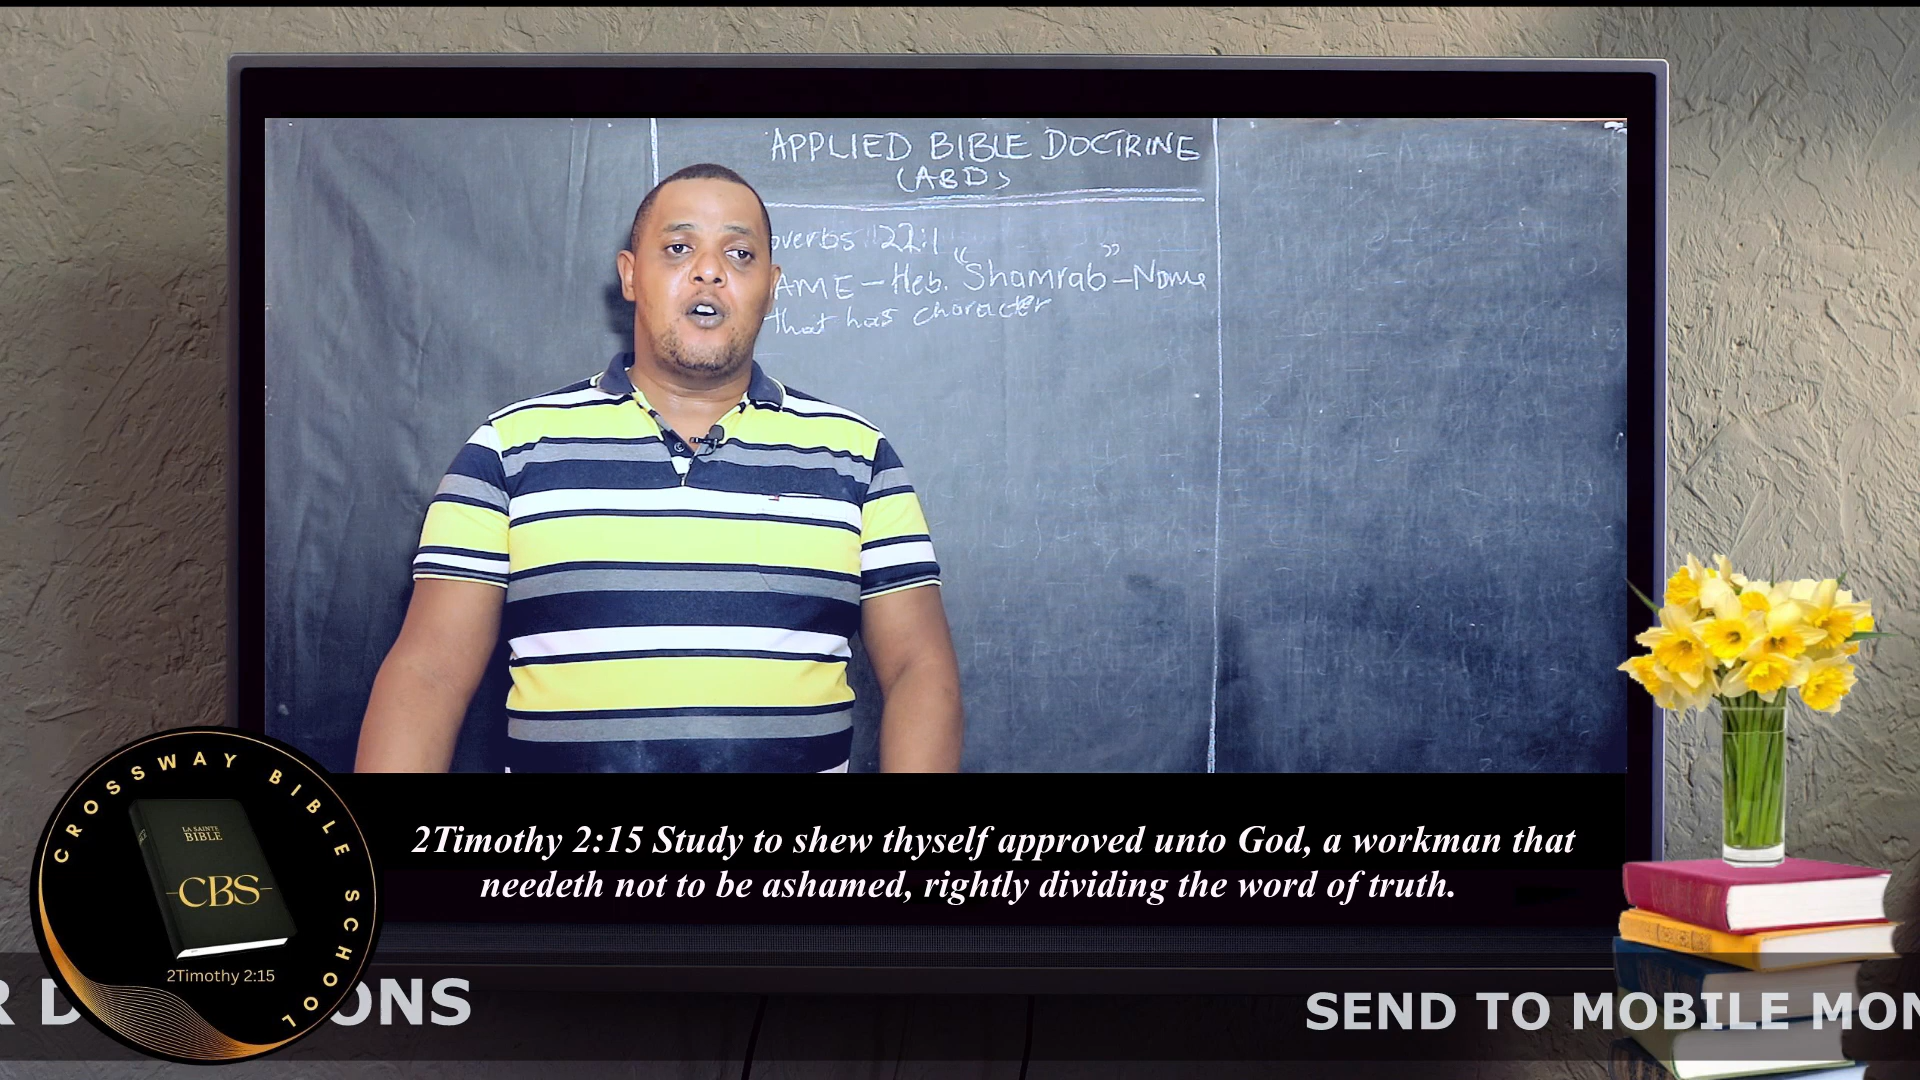 APPLIED BIBLE DOCTRINE
(ABD)
overbs 22:1
AME - Heb. "Shamrab" - Name
that has character
2Timothy 2:15 Study to shew thyself approved unto God, a workman that
needeth not to be ashamed, rightly dividing the word of truth.
CROSSWAY BIBLE SCHOOL
LA SAINTE
BIBLE
CBS
2Timothy 2:15
R D
ONS
SEND TO MOBILE MON